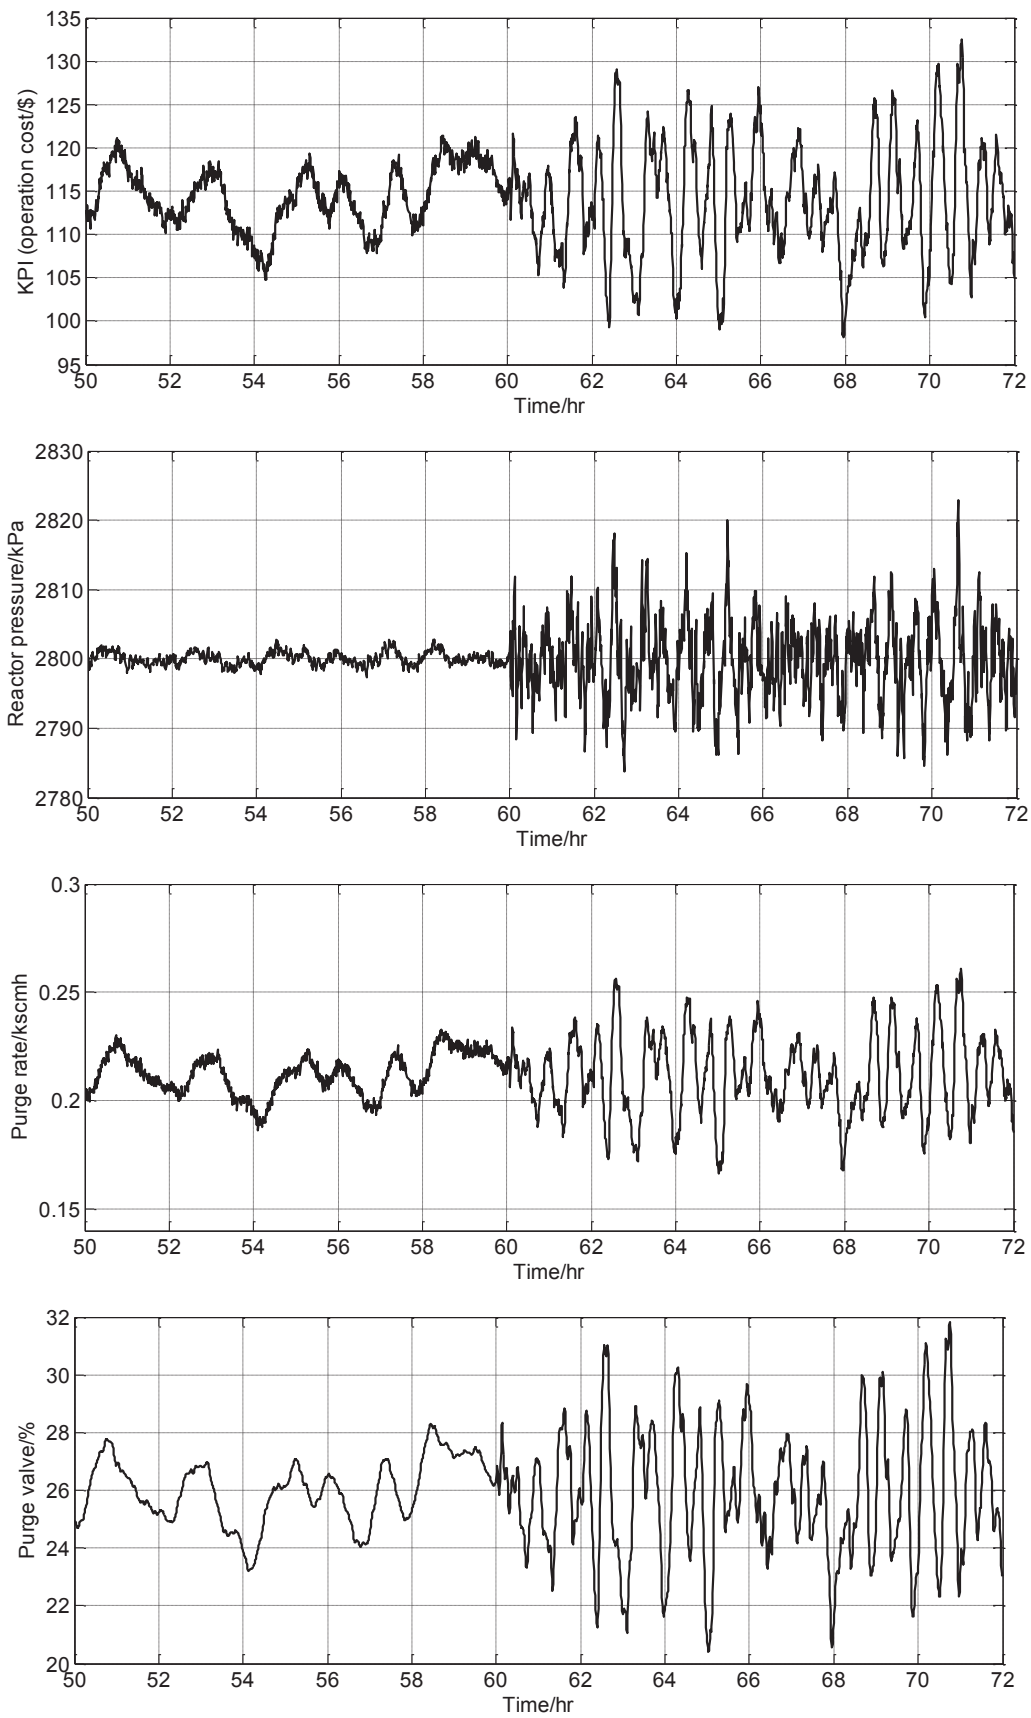 KPI (operation cost/$)
135
130
125
120
115
110
105
100
95
50 52 54 56 58 60 62 64 66 68 70 72
Time/hr
Reactor pressure/kPa
2830
2820
2810
2800
2790
2780
50 52 54 56 58 60 62 64 66 68 70 72
Time/hr
Purge rate/kscmh
0.3
0.25
0.2
0.15
50 52 54 56 58 60 62 64 66 68 70 72
Time/hr
Purge valve/%
32
30
28
26
24
22
20
50 52 54 56 58 60 62 64 66 68 70 72
Time/hr